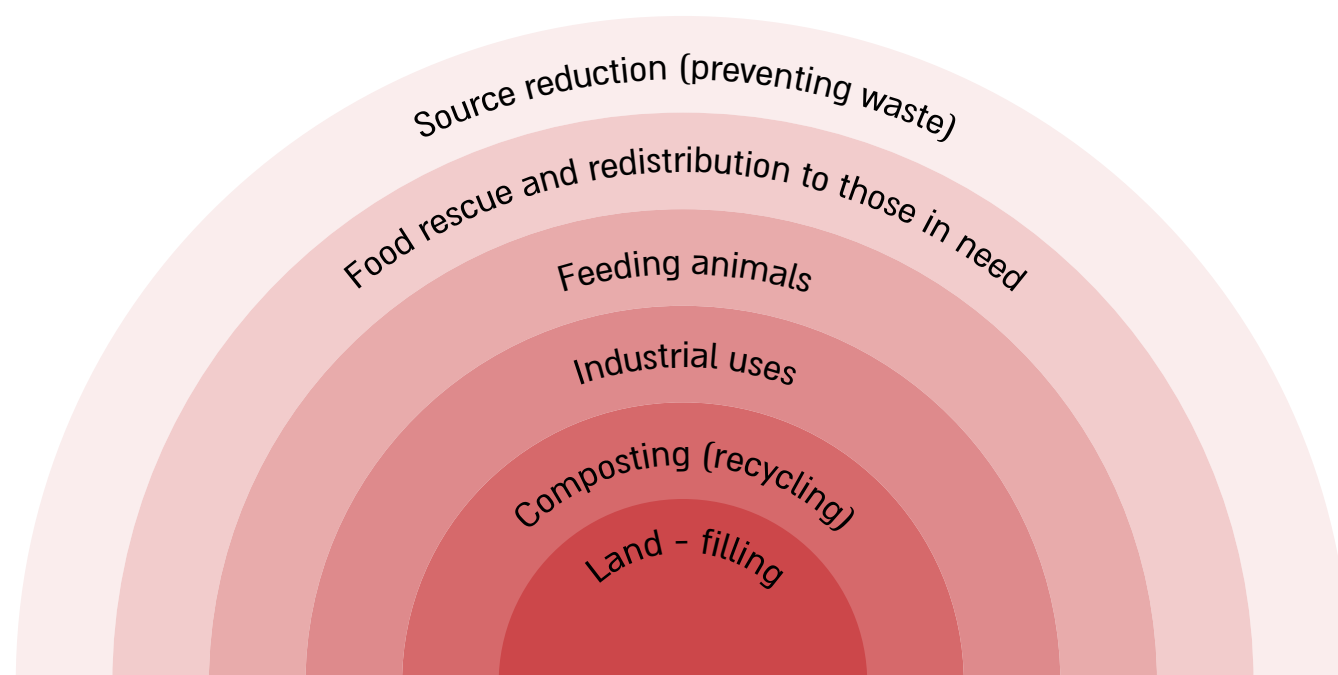 Source reduction (preventing waste)
Food rescue and redistribution to those in need
Feeding animals
Industrial uses
Composting (recycling)
Land - filling